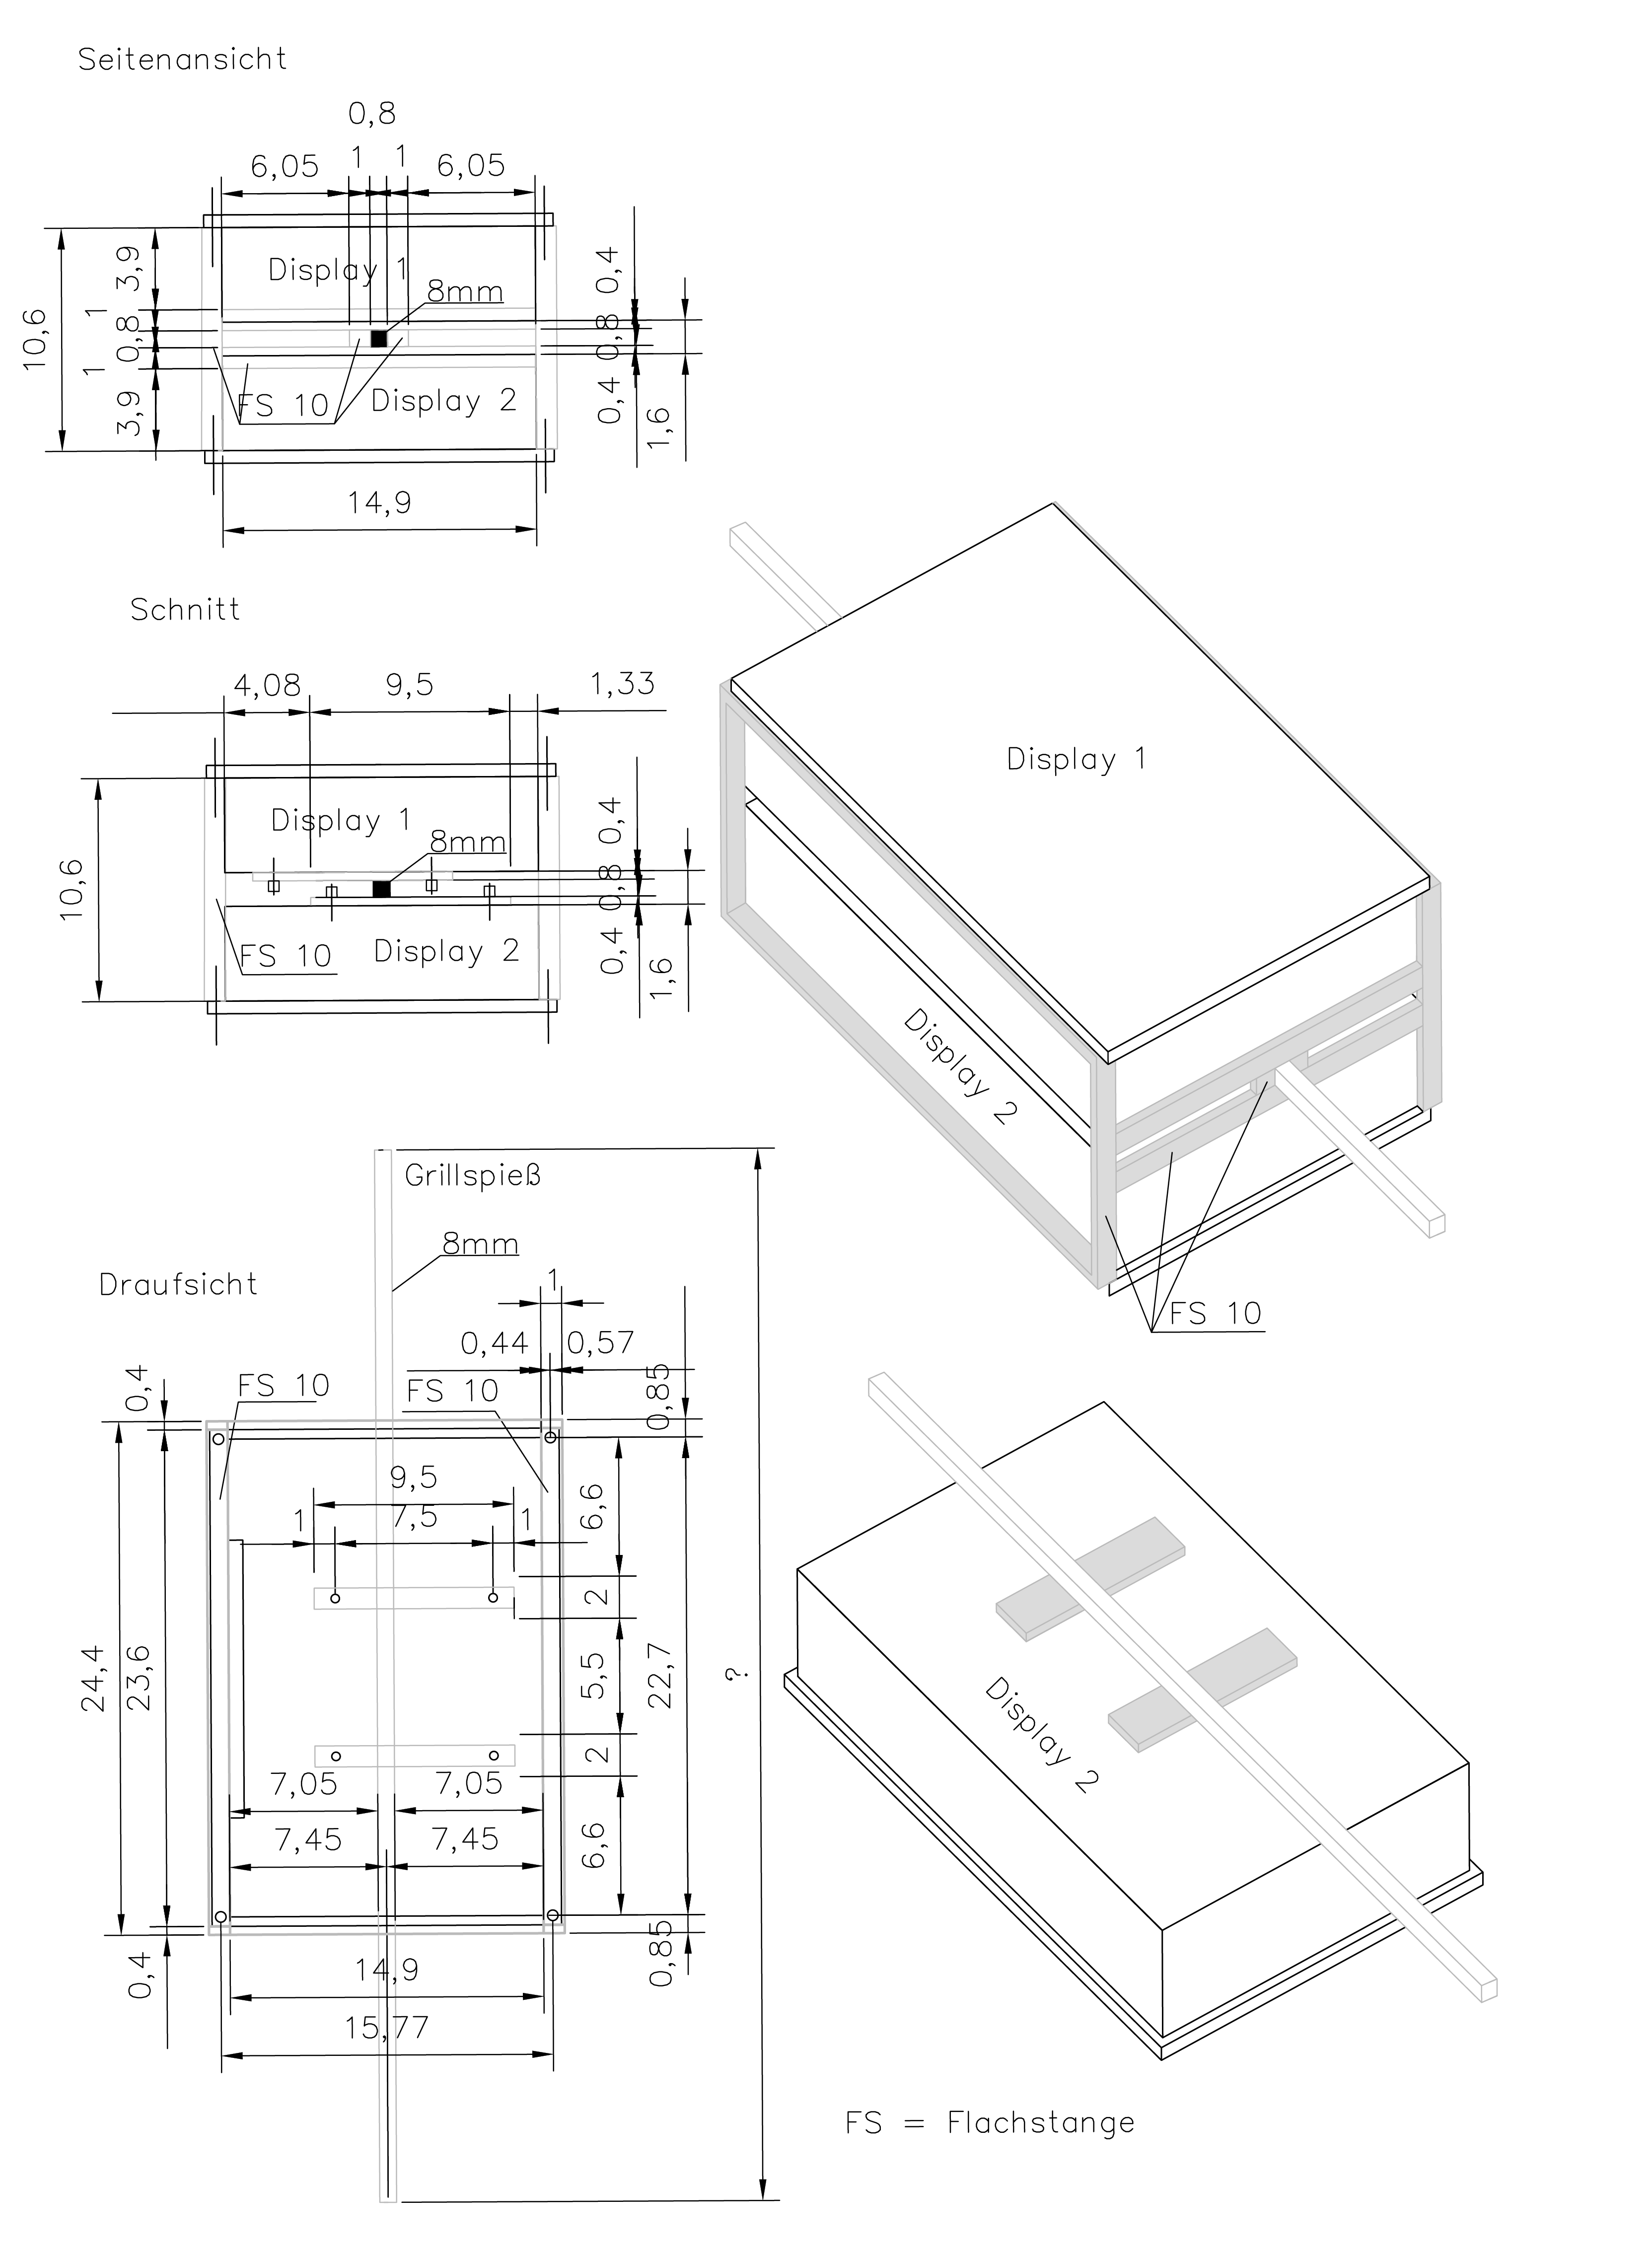 Seitenansicht
0,8
1 1
6,05 6,05
3,9
1
0,8
1
3,9
10,6
Display 1
8mm
FS 10
Display 2
0,4
0,8
0,4
1,6
14,9
Schnitt
4,08 9,5 1,33
10,6
Display 1
8mm
FS 10
Display 2
0,4
0,8
0,4
1,6
Display 1
Display 2
FS 10
Grillspieß
8mm
Draufsicht
1
0,44 0,57
0,4
FS 10 FS 10
0,85
9,5
1 7,5 1
6,6
2
5,5
2
6,6
22,7
24,4
23,6
?
7,05 7,05
7,45 7,45
0,4
0,85
14,9
15,77
Display 2
FS = Flachstange